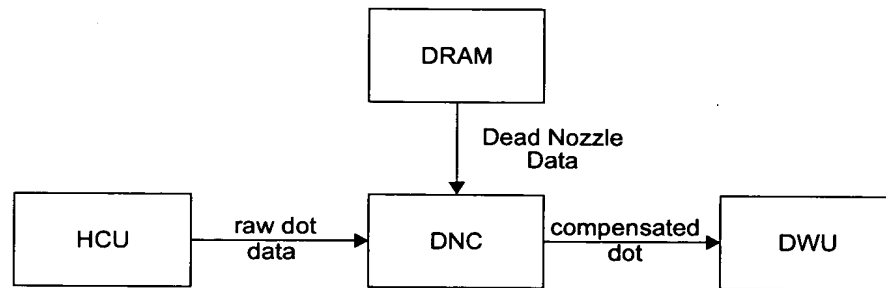 DRAM
Dead Nozzle
Data
HCU
raw dot
data
DNC
compensated
dot
DWU